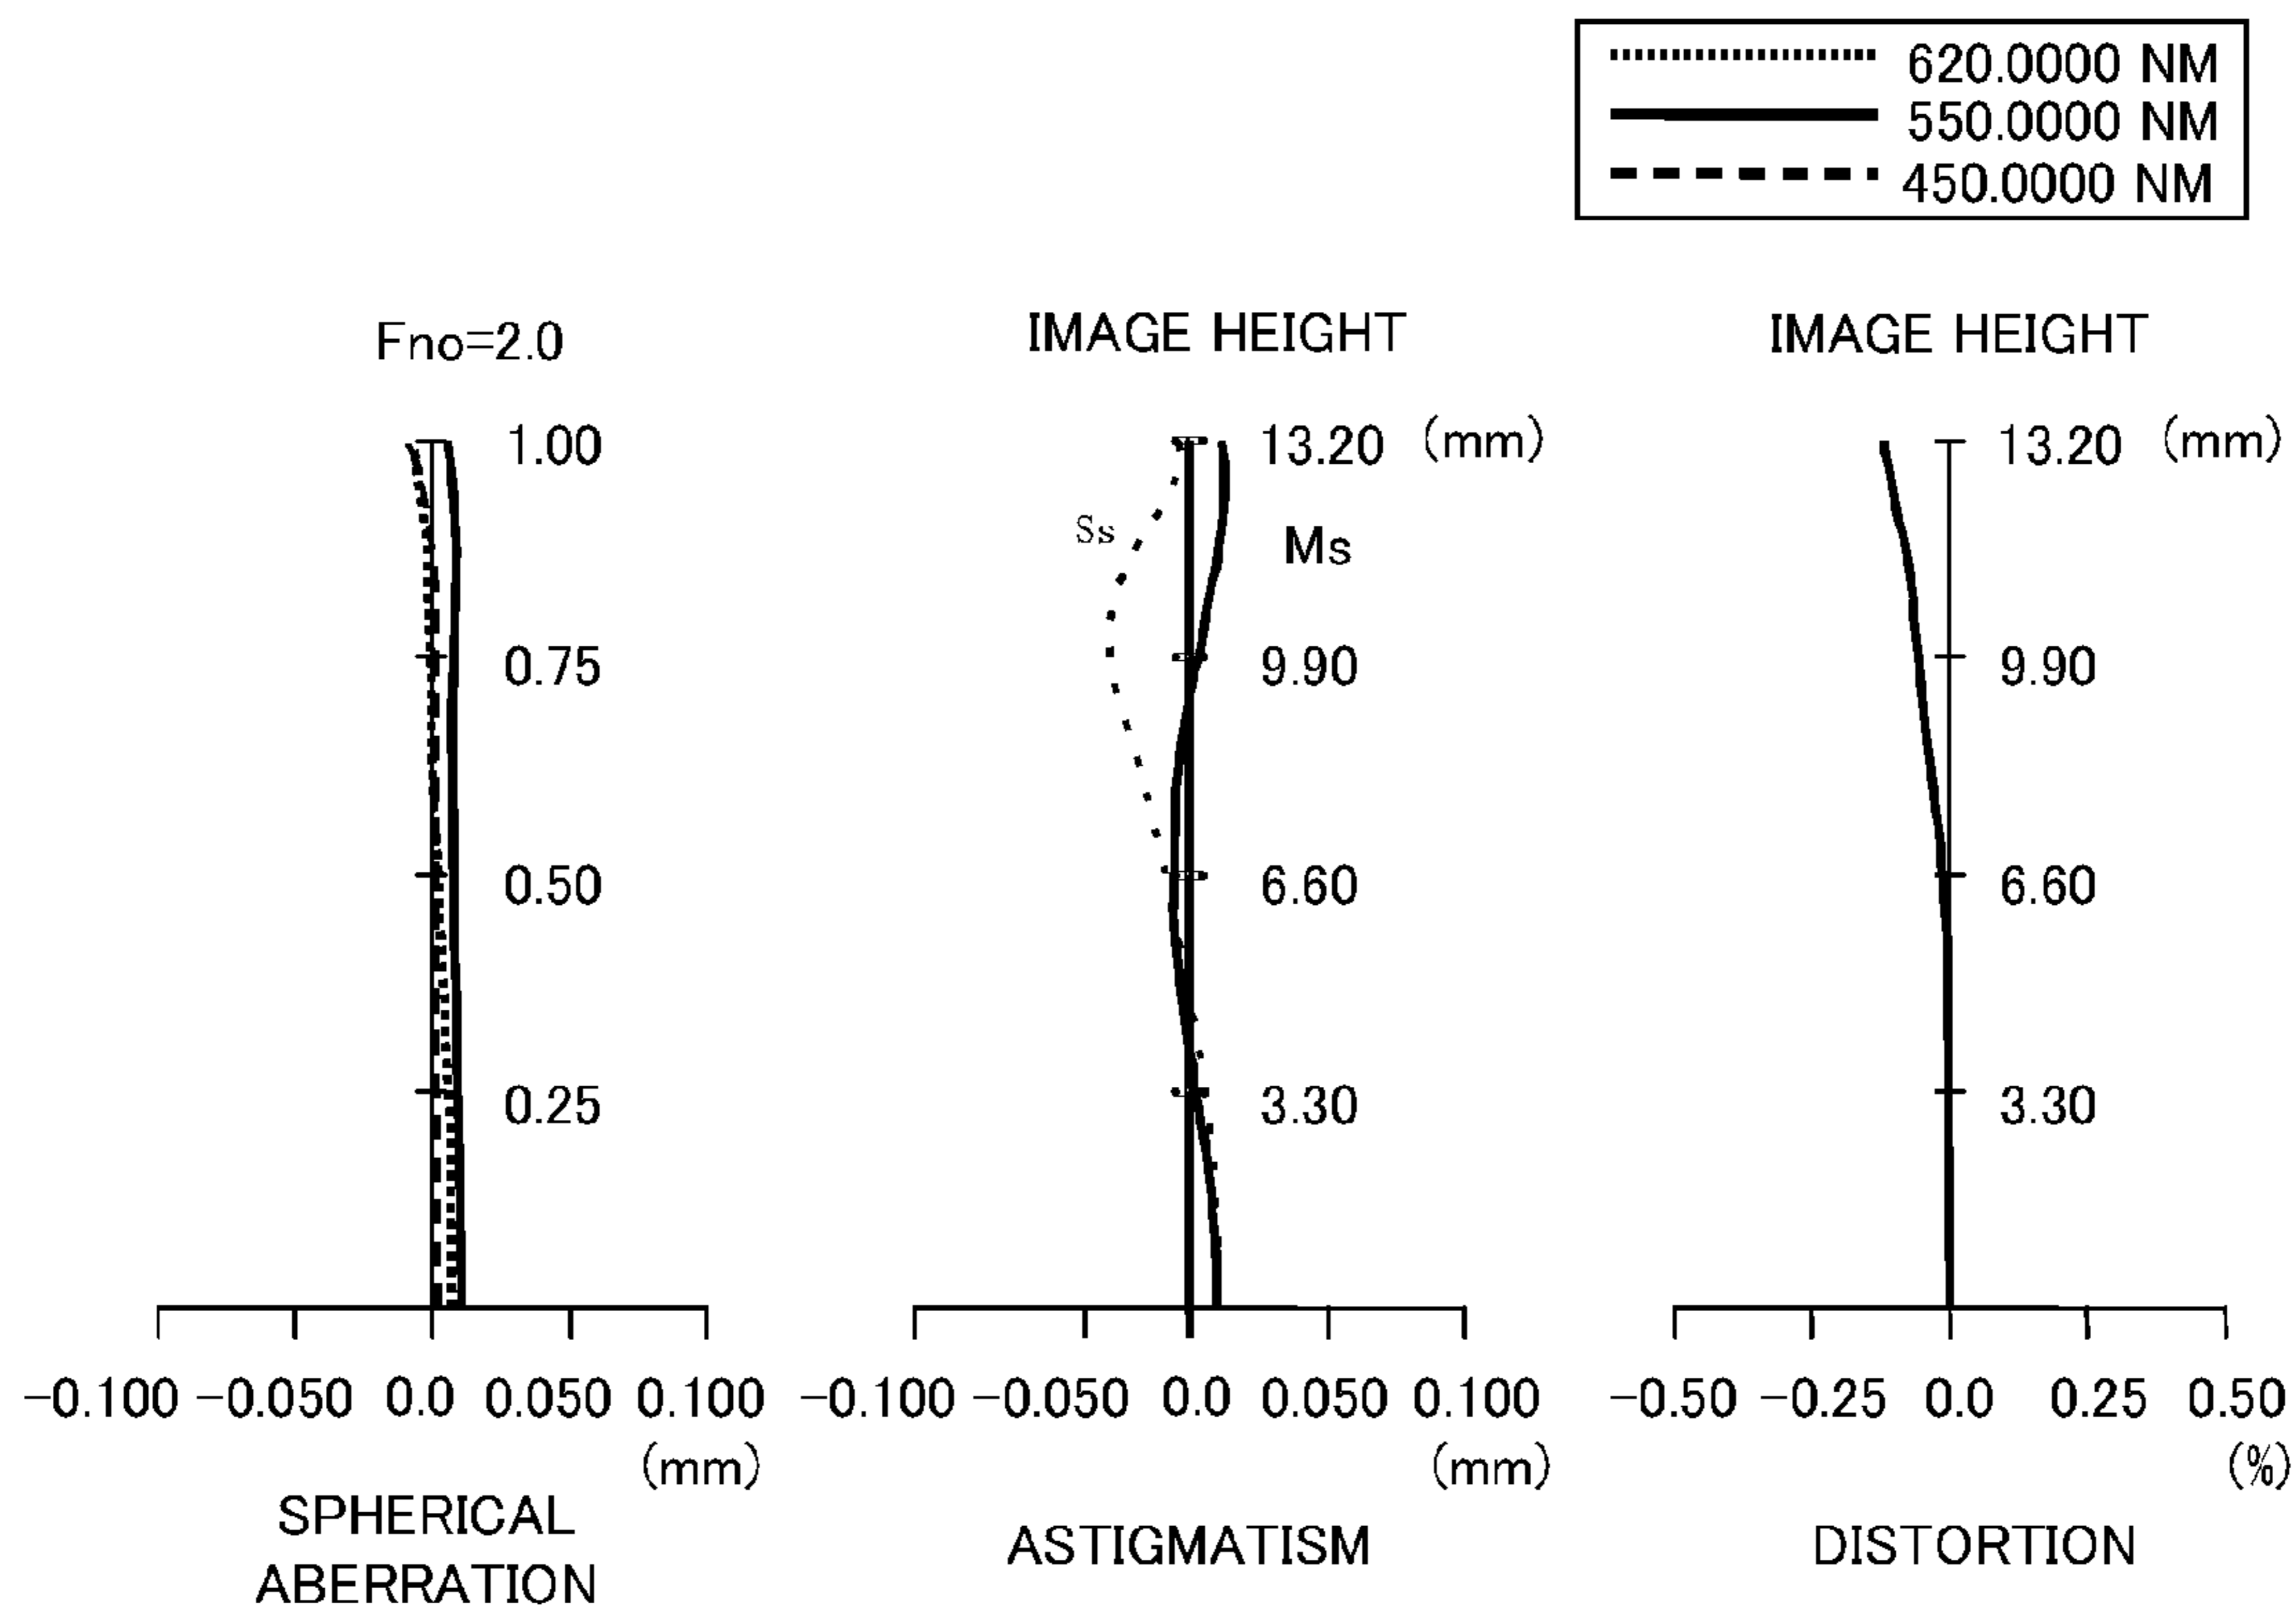 620.0000 NM
550.0000 NM
450.0000 NM
Fno=2.0
1.00
0.75
0.50
0.25
−0.100 −0.050 0.0 0.050 0.100
(mm)
SPHERICAL
ABERRATION
IMAGE HEIGHT
13.20 (mm)
Ss
Ms
9.90
6.60
3.30
−0.100 −0.050 0.0 0.050 0.100
(mm)
ASTIGMATISM
IMAGE HEIGHT
13.20 (mm)
9.90
6.60
3.30
−0.50 −0.25 0.0 0.25 0.50
(%)
DISTORTION